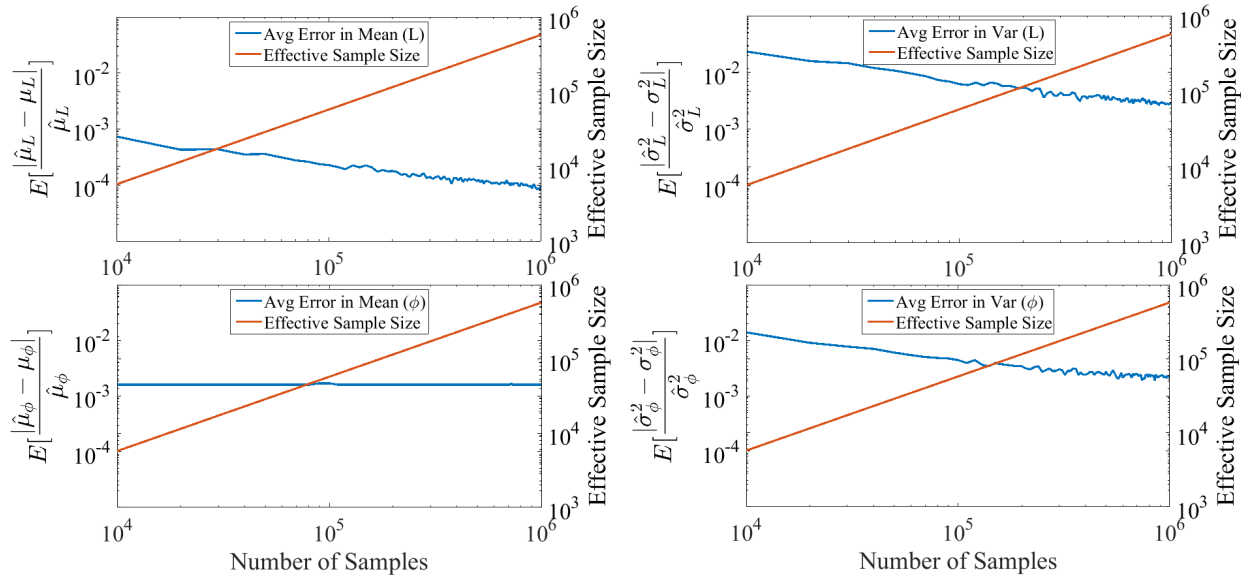 Avg Error in Mean (L)
Effective Sample Size
10^-2
10^-3
10^-4
E[|μ̂_L − μ_L| / μ̂_L]
10^6
10^5
10^4
10^3
Effective Sample Size
10^4 10^5 10^6
Avg Error in Var (L)
Effective Sample Size
10^-2
10^-3
10^-4
E[|σ̂²_L − σ²_L| / σ̂²_L]
10^6
10^5
10^4
10^3
Effective Sample Size
10^4 10^5 10^6
Avg Error in Mean (ϕ)
Effective Sample Size
10^-2
10^-3
10^-4
E[|μ̂_ϕ − μ_ϕ| / μ̂_ϕ]
10^6
10^5
10^4
10^3
Effective Sample Size
10^4 10^5 10^6
Number of Samples
Avg Error in Var (ϕ)
Effective Sample Size
10^-2
10^-3
10^-4
E[|σ̂²_ϕ − σ²_ϕ| / σ̂²_ϕ]
10^6
10^5
10^4
10^3
Effective Sample Size
10^4 10^5 10^6
Number of Samples